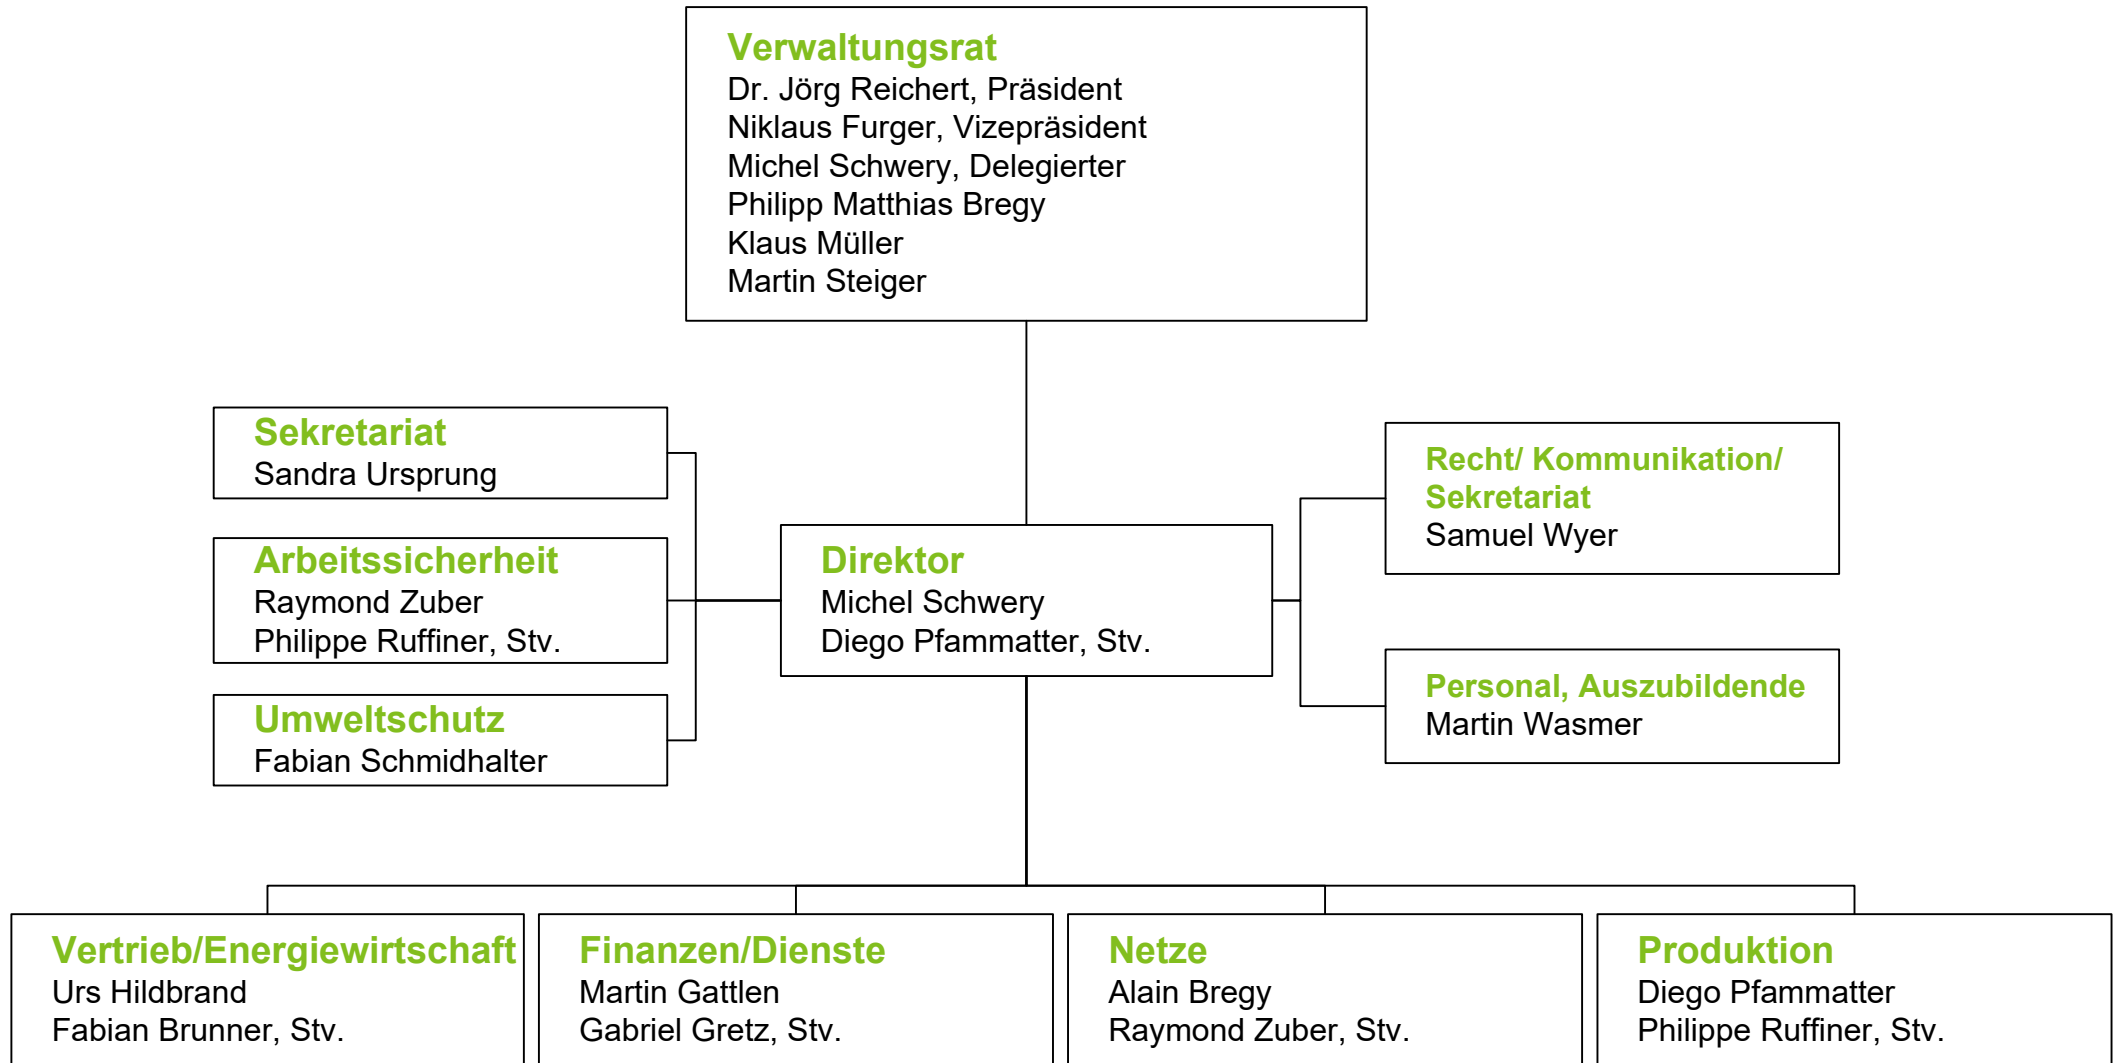 Verwaltungsrat
Dr. Jörg Reichert, Präsident
Niklaus Furger, Vizepräsident
Michel Schwery, Delegierter
Philipp Matthias Bregy
Klaus Müller
Martin Steiger
Sekretariat
Sandra Ursprung
Arbeitssicherheit
Raymond Zuber
Philippe Ruffiner, Stv.
Umweltschutz
Fabian Schmidhalter
Direktor
Michel Schwery
Diego Pfammatter, Stv.
Recht/ Kommunikation/
Sekretariat
Samuel Wyer
Personal, Auszubildende
Martin Wasmer
Vertrieb/Energiewirtschaft
Urs Hildbrand
Fabian Brunner, Stv.
Finanzen/Dienste
Martin Gattlen
Gabriel Gretz, Stv.
Netze
Alain Bregy
Raymond Zuber, Stv.
Produktion
Diego Pfammatter
Philippe Ruffiner, Stv.